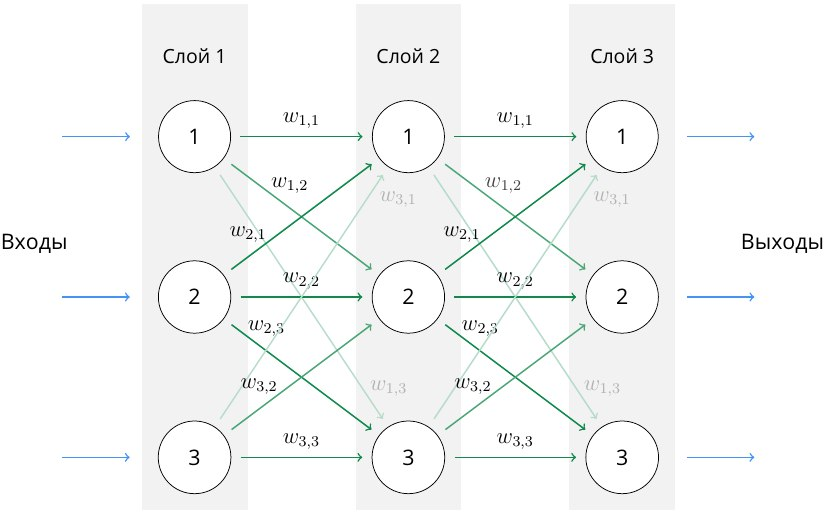 Слой 1 Слой 2 Слой 3
w1,1 w1,1
1 1 1
w1,2 w1,2
w3,1 w3,1
w2,1 w2,1
Входы Выходы
w2,2 w2,2
2 2 2
w2,3 w2,3
w3,2 w1,3 w3,2 w1,3
w3,3 w3,3
3 3 3